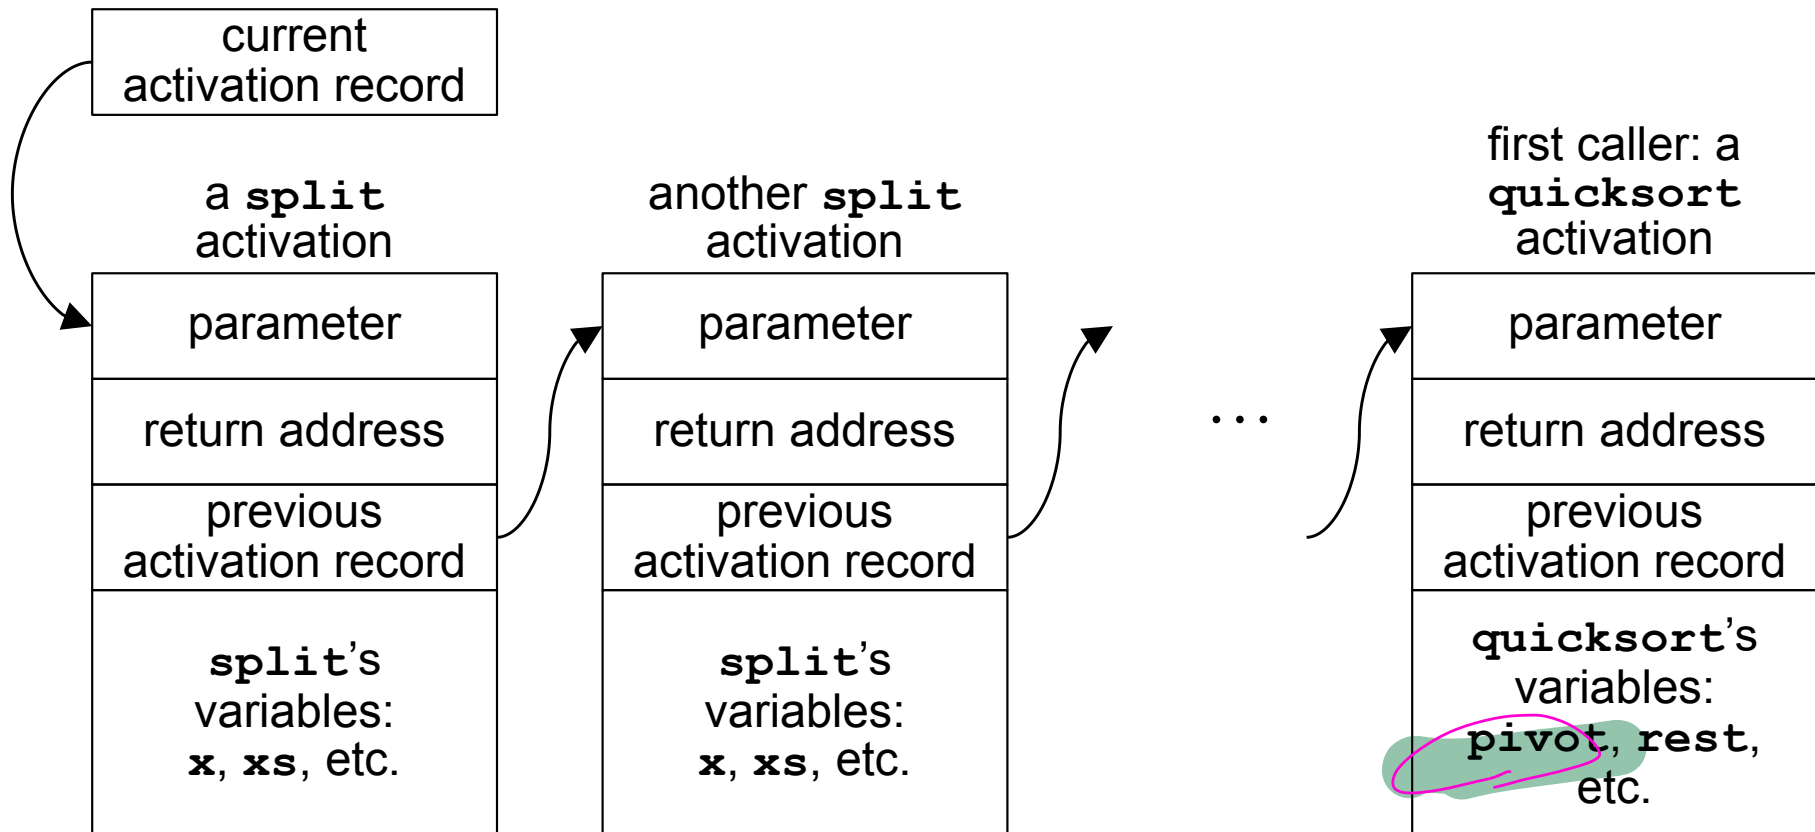 current
activation record
a split
activation
another split
activation
first caller: a
quicksort
activation
parameter
return address
previous
activation record
split's
variables:
x, xs, etc.
parameter
return address
previous
activation record
split's
variables:
x, xs, etc.
...
parameter
return address
previous
activation record
quicksort's
variables:
pivot, rest,
etc.